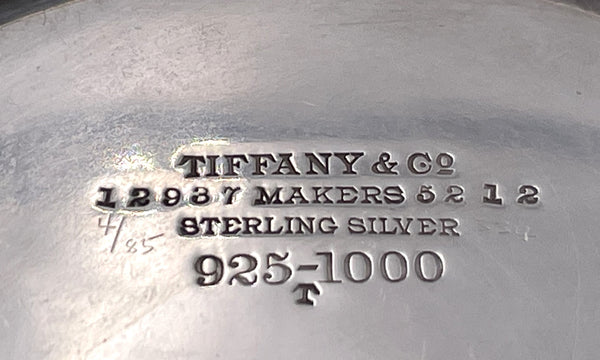 TIFFANY & Co
12937 MAKERS 5212
STERLING SILVER
4/85
925-1000
T